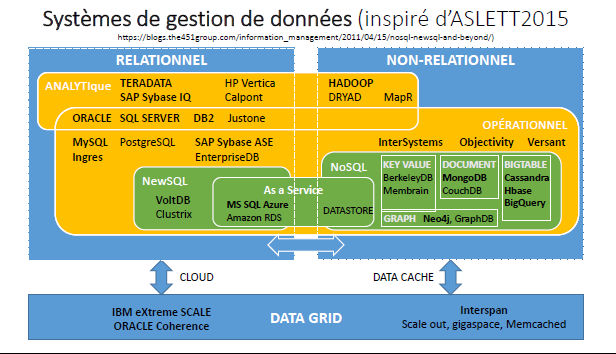 Systèmes de gestion de données (inspiré d'ASLETT2015
https://blogs.the451group.com/information_management/2011/04/15/nosql-newsql-and-beyond/)
RELATIONNEL
NON-RELATIONNEL
ANALYTIque
TERADATA HP Vertica
SAP Sybase IQ Calpont
HADOOP
DRYAD MapR
ORACLE SQL SERVER DB2 Justone
OPÉRATIONNEL
MySQL PostgreSQL SAP Sybase ASE
Ingres EnterpriseDB
InterSystems Objectivity Versant
NewSQL
VoltDB
Clustrix
As a Service
MS SQL Azure
Amazon RDS
DATASTORE
NoSQL
KEY VALUE
BerkeleyDB
Membrain
DOCUMENT
MongoDB
CouchDB
BIGTABLE
Cassandra
Hbase
BigQuery
GRAPH Neo4j, GraphDB
CLOUD
DATA CACHE
IBM eXtreme SCALE
ORACLE Coherence
DATA GRID
Interspan
Scale out, gigaspace, Memcached